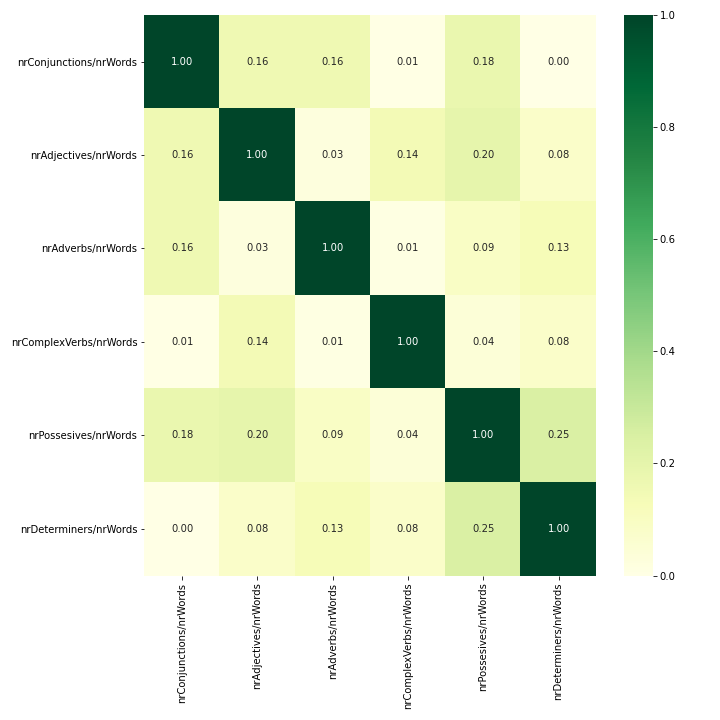 nrConjunctions/nrWords 1.00 0.16 0.16 0.01 0.18 0.00
nrAdjectives/nrWords 0.16 1.00 0.03 0.14 0.20 0.08
nrAdverbs/nrWords 0.16 0.03 1.00 0.01 0.09 0.13
nrComplexVerbs/nrWords 0.01 0.14 0.01 1.00 0.04 0.08
nrPossesives/nrWords 0.18 0.20 0.09 0.04 1.00 0.25
nrDeterminers/nrWords 0.00 0.08 0.13 0.08 0.25 1.00
nrConjunctions/nrWords
nrAdjectives/nrWords
nrAdverbs/nrWords
nrComplexVerbs/nrWords
nrPossesives/nrWords
nrDeterminers/nrWords
1.0
0.8
0.6
0.4
0.2
0.0